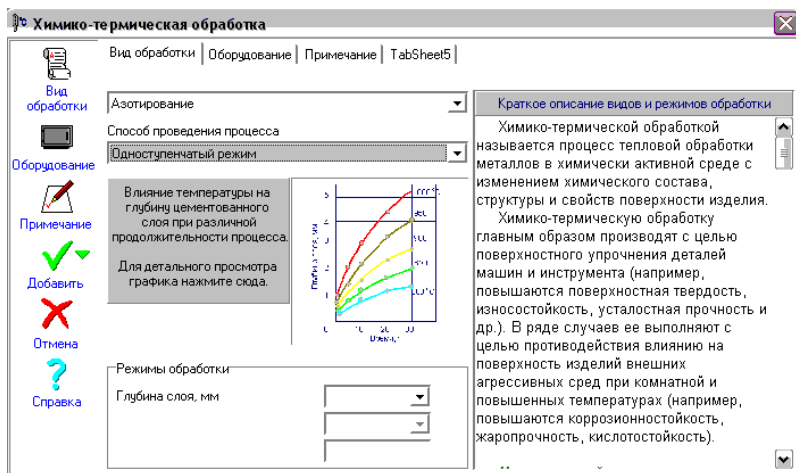 Химико-термическая обработка
Вид обработки
Оборудование
Примечание
TabSheet5
Вид
обработки
Оборудование
Примечание
Добавить
Отмена
Справка
Азотирование
Способ проведения процесса
Одноступенчатый режим
Влияние температуры на
глубину цементованного
слоя при различной
продолжительности процесса.
Для детального просмотра
графика нажмите сюда.
5
4
3
Режимы обработки
Глубина слоя, мм
Краткое описание видов и режимов обработки
Химико-термической обработкой
называется процесс тепловой обработки
металлов в химически активной среде с
изменением химического состава,
структуры и свойств поверхности изделия.
Химико-термическую обработку
главным образом производят с целью
поверхностного упрочнения деталей
машин и инструмента (например,
повышаются поверхностная твердость,
износостойкость, усталостная прочность и
др.). В ряде случаев ее выполняют с
целью противодействия влиянию на
поверхность изделий внешних
агрессивных сред при комнатной и
повышенных температурах (например,
повышаются коррозионностойкость,
жаропрочность, кислотостойкость).